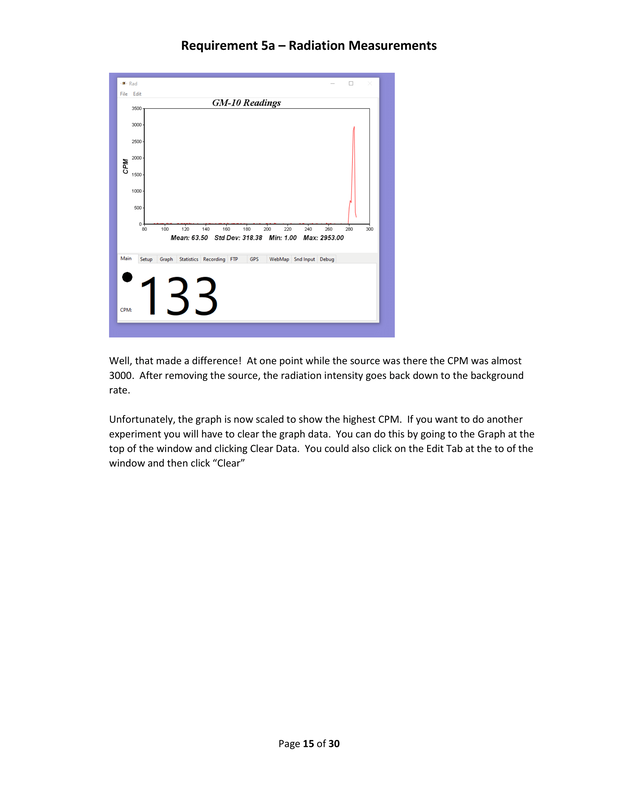 Requirement 5a – Radiation Measurements
Rad
File Edit
GM-10 Readings
3500
3000
2500
2000
1500
1000
500
0
CPM
80 100 120 140 160 180 200 220 240 260 280 300
Mean: 63.50 Std Dev: 318.38 Min: 1.00 Max: 2953.00
Main Setup Graph Statistics Recording FTP GPS WebMap Snd Input Debug
133
CPM:
Well, that made a difference! At one point while the source was there the CPM was almost
3000. After removing the source, the radiation intensity goes back down to the background
rate.
Unfortunately, the graph is now scaled to show the highest CPM. If you want to do another
experiment you will have to clear the graph data. You can do this by going to the Graph at the
top of the window and clicking Clear Data. You could also click on the Edit Tab at the to of the
window and then click “Clear”
Page 15 of 30